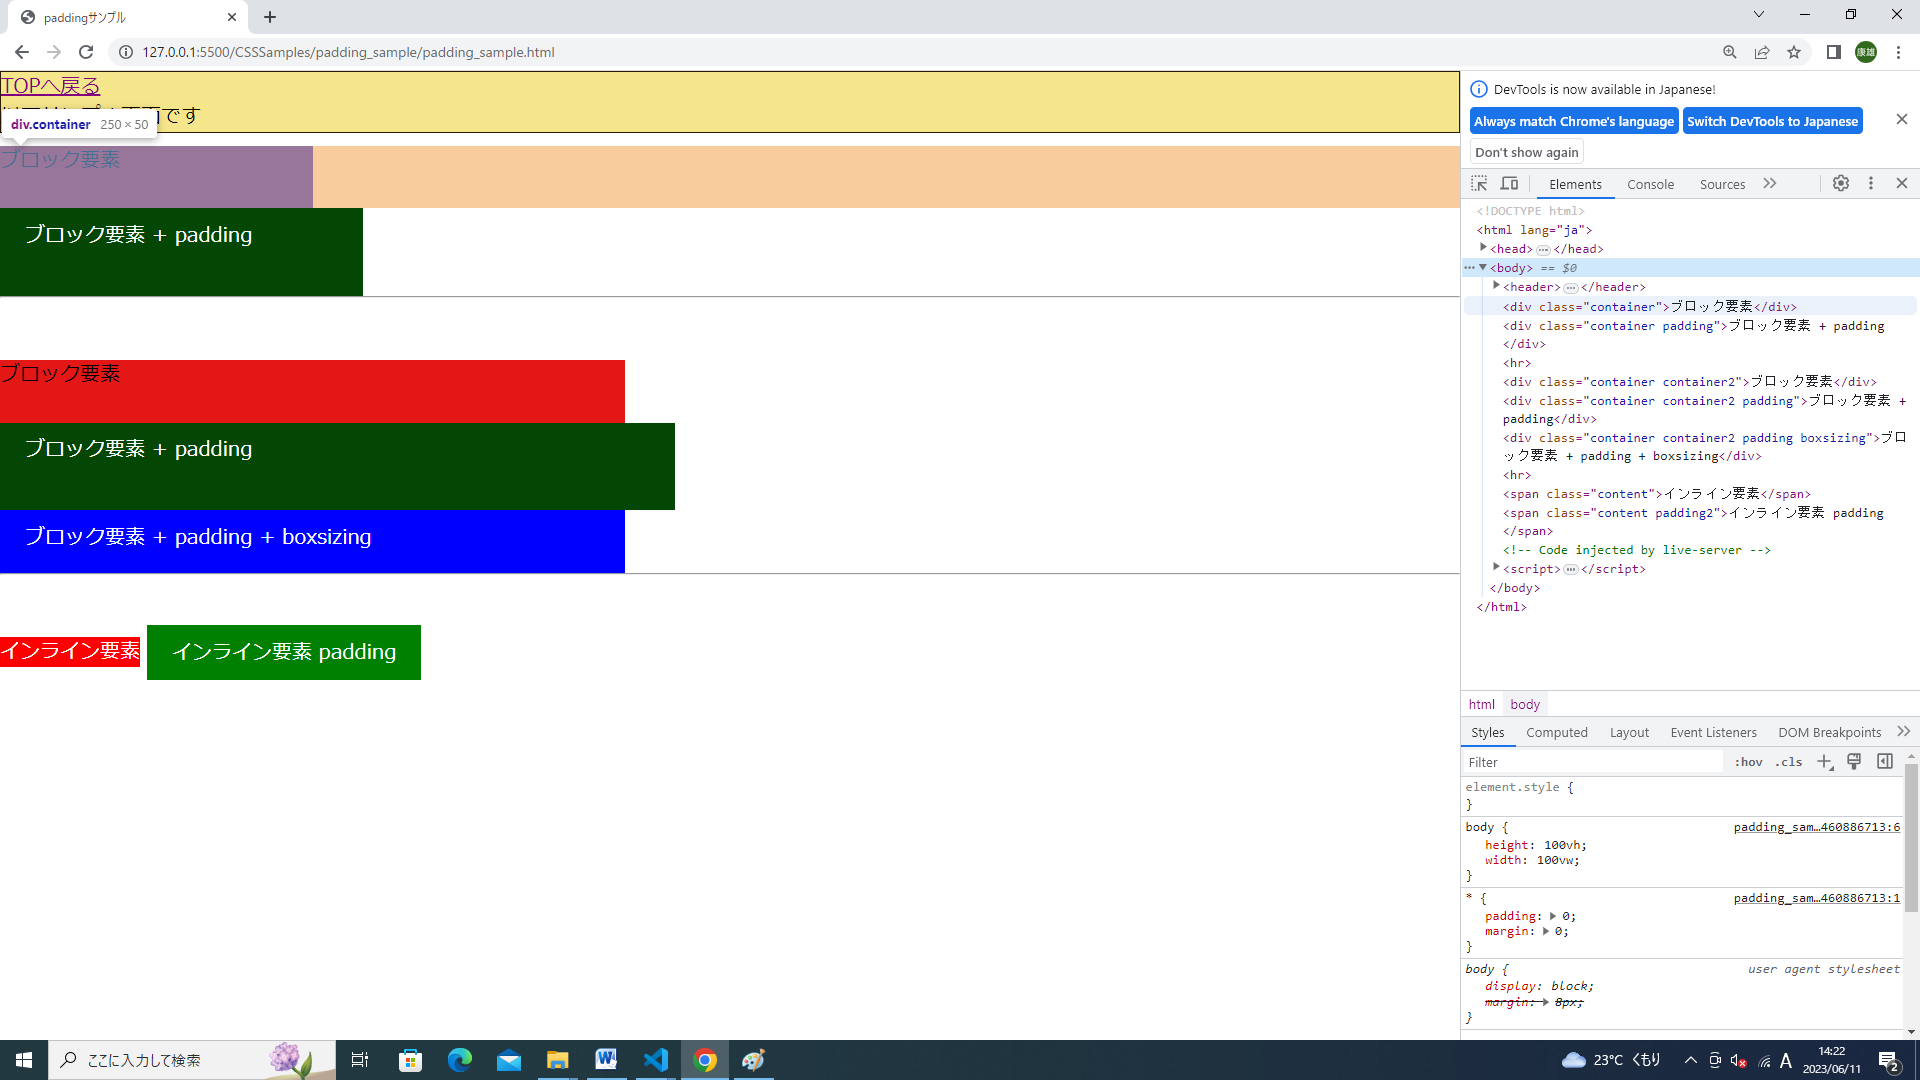 paddingサンプル
127.0.0.1:5500/CSSSamples/padding_sample/padding_sample.html
康雄
TOPへ戻る
です
div.container 250 × 50
ブロック要素
ブロック要素 + padding
ブロック要素
ブロック要素 + padding
ブロック要素 + padding + boxsizing
インライン要素 インライン要素 padding
DevTools is now available in Japanese!
Always match Chrome's language Switch DevTools to Japanese
Don't show again
Elements Console Sources
<!DOCTYPE html>
<html lang="ja">
<head> … </head>
… <body> == $0
<header> … </header>
<div class="container">ブロック要素</div>
<div class="container padding">ブロック要素 + padding
</div>
<hr>
<div class="container container2">ブロック要素</div>
<div class="container container2 padding">ブロック要素 +
padding</div>
<div class="container container2 padding boxsizing">ブロ
ック要素 + padding + boxsizing</div>
<hr>
<span class="content">インライン要素</span>
<span class="content padding2">インライン要素 padding
</span>
<!-- Code injected by live-server -->
<script> … </script>
</body>
</html>
html body
Styles Computed Layout Event Listeners DOM Breakpoints
Filter :hov .cls
element.style {
}
body { padding_sam…460886713:6
height: 100vh;
width: 100vw;
}
* { padding_sam…460886713:1
padding: 0;
margin: 0;
}
body { user agent stylesheet
display: block;
margin: 8px;
}
ここに入力して検索
23°C くもり
A
14:22
2023/06/11
2